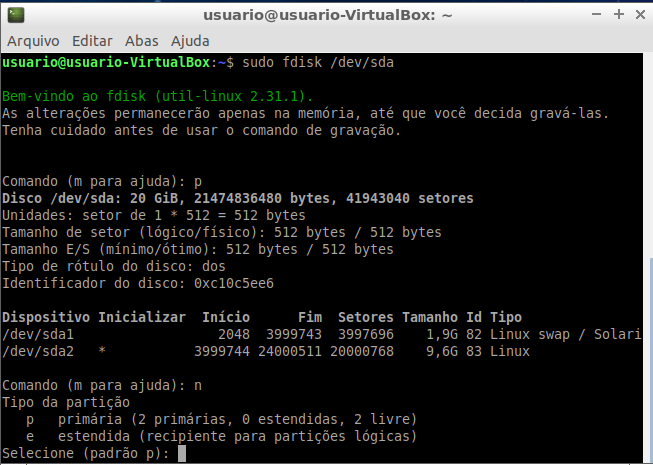 usuario@usuario-VirtualBox: ~
Arquivo Editar Abas Ajuda
usuario@usuario-VirtualBox:~$ sudo fdisk /dev/sda
Bem-vindo ao fdisk (util-linux 2.31.1).
As alterações permanecerão apenas na memória, até que você decida gravá-las.
Tenha cuidado antes de usar o comando de gravação.
Comando (m para ajuda): p
Disco /dev/sda: 20 GiB, 21474836480 bytes, 41943040 setores
Unidades: setor de 1 * 512 = 512 bytes
Tamanho de setor (lógico/físico): 512 bytes / 512 bytes
Tamanho E/S (mínimo/ótimo): 512 bytes / 512 bytes
Tipo de rótulo do disco: dos
Identificador do disco: 0xc10c5ee6
Dispositivo Inicializar Início Fim Setores Tamanho Id Tipo
/dev/sda1 2048 3999743 3997696 1,9G 82 Linux swap / Solari
/dev/sda2 * 3999744 24000511 20000768 9,6G 83 Linux
Comando (m para ajuda): n
Tipo da partição
p primária (2 primárias, 0 estendidas, 2 livre)
e estendida (recipiente para partições lógicas)
Selecione (padrão p):